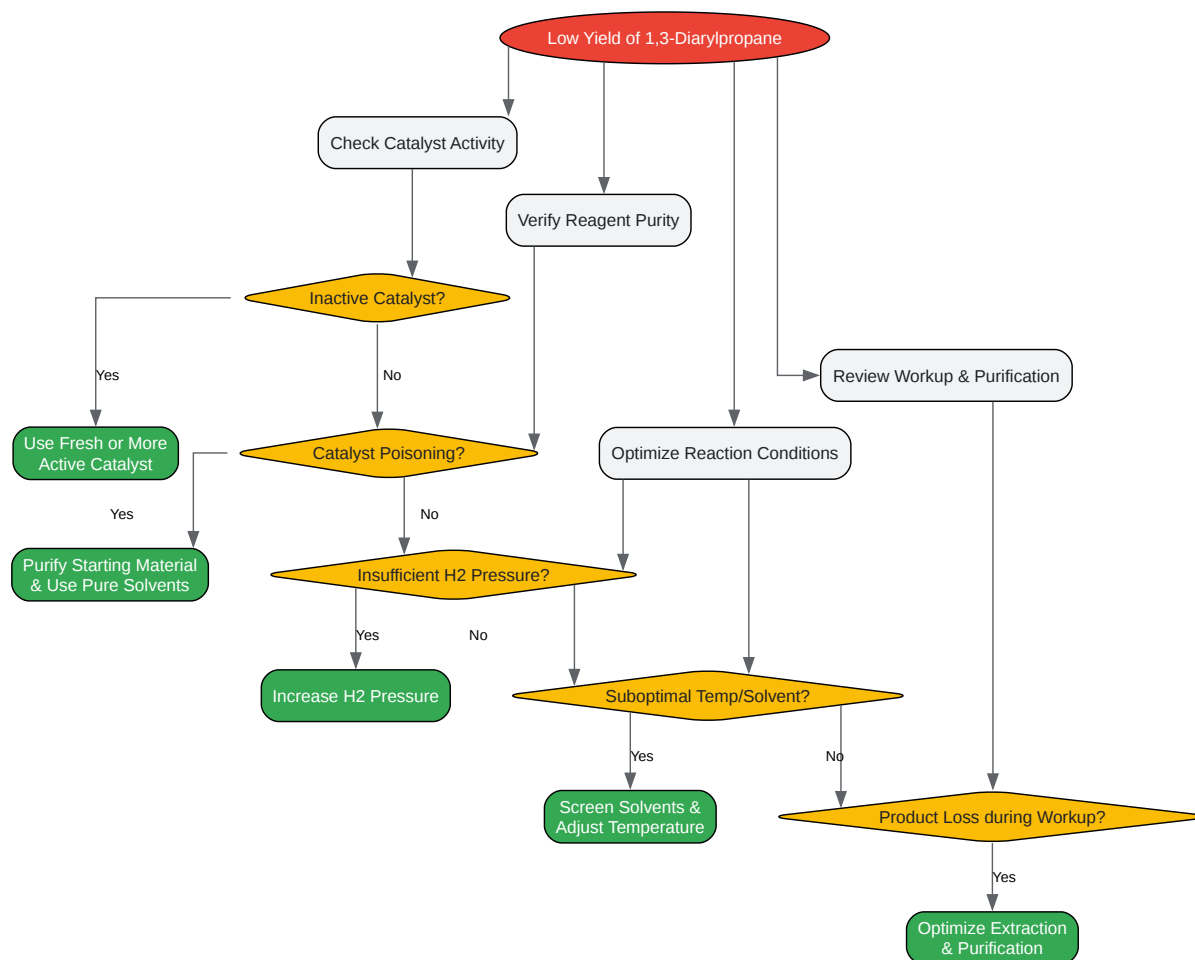 Low Yield of 1,3-Diarylpropane
Check Catalyst Activity
Verify Reagent Purity
Inactive Catalyst?
Yes
No
Review Workup & Purification
Use Fresh or More
Active Catalyst
Catalyst Poisoning?
Optimize Reaction Conditions
Yes
No
Purify Starting Material
& Use Pure Solvents
Insufficient H2 Pressure?
Yes
No
Increase H2 Pressure
Suboptimal Temp/Solvent?
Yes
No
Screen Solvents &
Adjust Temperature
Product Loss during Workup?
Yes
Optimize Extraction
& Purification